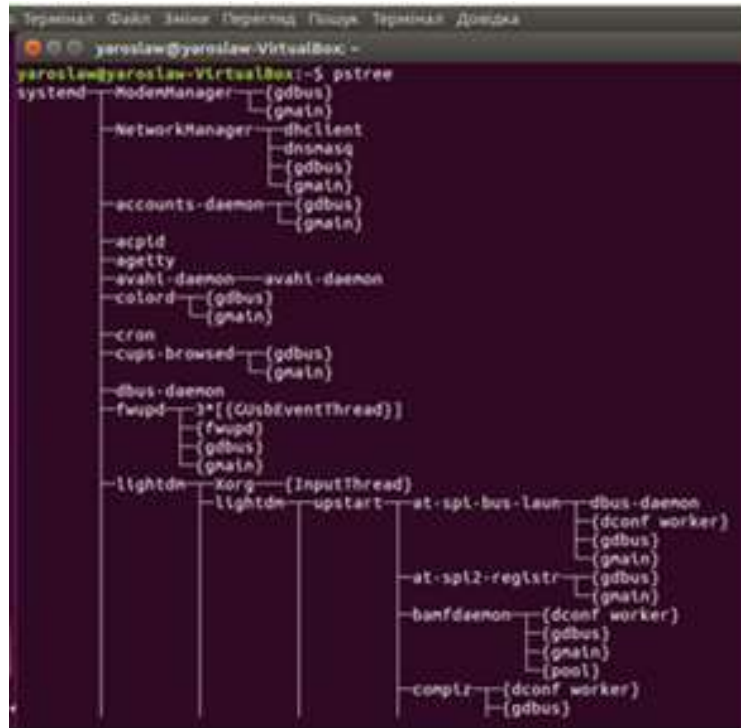 Термінал Файл Зміни Перегляд Пошук Термінал Довідка
yaroslaw@yaroslaw-VirtualBox: ~
yaroslaw@yaroslaw-VirtualBox:~$ pstree
systemd─┬─ModemManager─┬─{gdbus}
        │              └─{gmain}
        ├─NetworkManager─┬─dhclient
        │                ├─dnsmasq
        │                ├─{gdbus}
        │                └─{gmain}
        ├─accounts-daemon─┬─{gdbus}
        │                 └─{gmain}
        ├─acpid
        ├─agetty
        ├─avahi-daemon───avahi-daemon
        ├─colord─┬─{gdbus}
        │        └─{gmain}
        ├─cron
        ├─cups-browsed─┬─{gdbus}
        │              └─{gmain}
        ├─dbus-daemon
        ├─fwupd─┬─3*[{GUsbEventThread}]
        │       ├─{fwupd}
        │       ├─{gdbus}
        │       └─{gmain}
        ├─lightdm─┬─Xorg───{InputThread}
        │         ├─lightdm─┬─upstart─┬─at-spi-bus-laun─┬─dbus-daemon
        │         │         │         │                 ├─{dconf worker}
        │         │         │         │                 ├─{gdbus}
        │         │         │         │                 └─{gmain}
        │         │         │         ├─at-spi2-registr─┬─{gdbus}
        │         │         │         │                 └─{gmain}
        │         │         │         ├─bamfdaemon─┬─{dconf worker}
        │         │         │         │            ├─{gdbus}
        │         │         │         │            ├─{gmain}
        │         │         │         │            └─{pool}
        │         │         │         ├─compiz─┬─{dconf worker}
        │         │         │         │        ├─{gdbus}